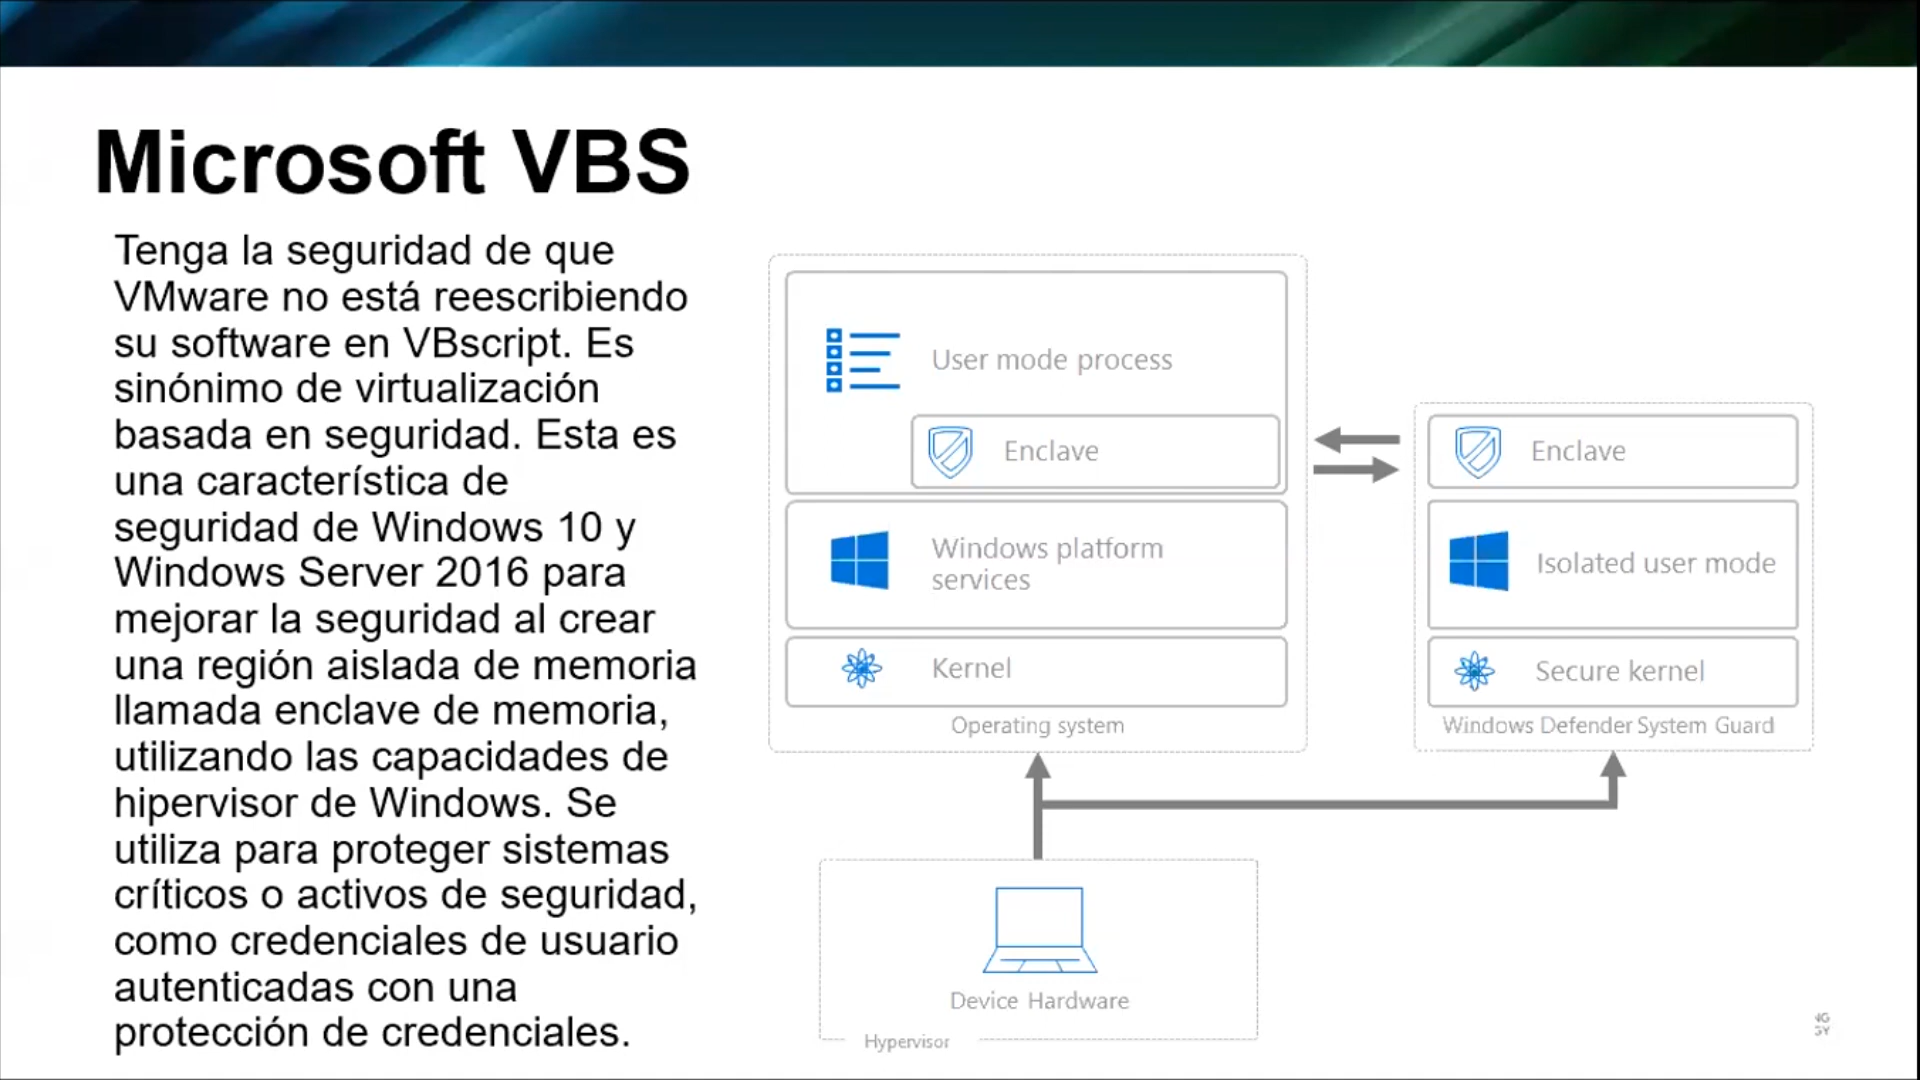 Microsoft VBS
Tenga la seguridad de que
VMware no está reescribiendo
su software en VBscript. Es
sinónimo de virtualización
basada en seguridad. Esta es
una característica de
seguridad de Windows 10 y
Windows Server 2016 para
mejorar la seguridad al crear
una región aislada de memoria
llamada enclave de memoria,
utilizando las capacidades de
hipervisor de Windows. Se
utiliza para proteger sistemas
críticos o activos de seguridad,
como credenciales de usuario
autenticadas con una
protección de credenciales.
User mode process
Enclave
Windows platform
services
Kernel
Operating system
Enclave
Isolated user mode
Secure kernel
Windows Defender System Guard
Device Hardware
Hypervisor